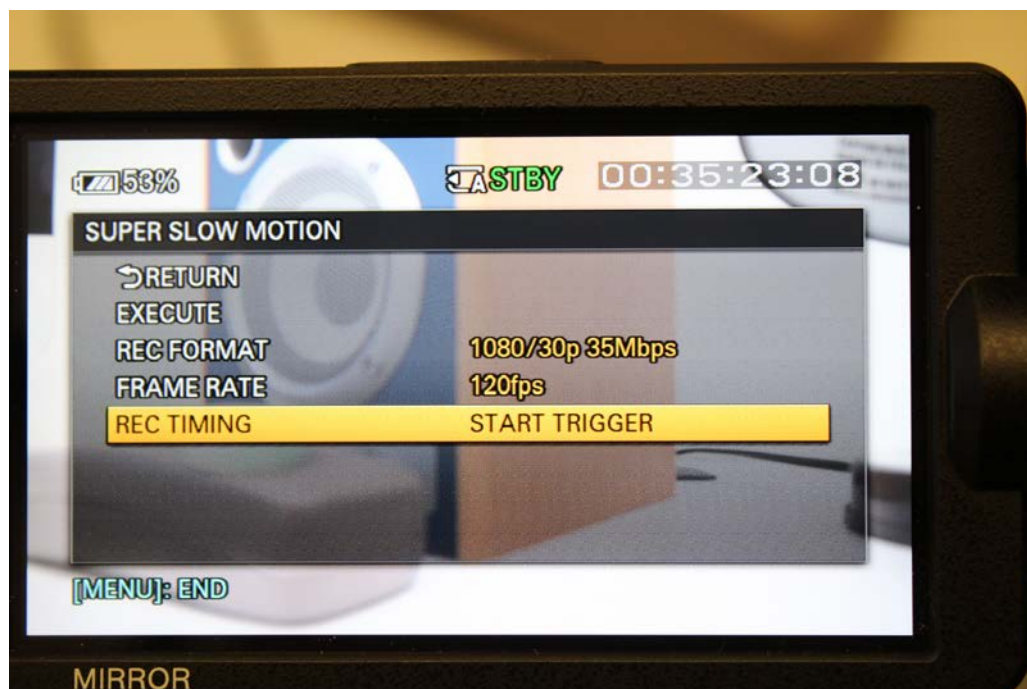 53% A STBY 00:35:23:08
SUPER SLOW MOTION
RETURN
EXECUTE
REC FORMAT 1080/30p 35Mbps
FRAME RATE 120fps
REC TIMING START TRIGGER
[MENU]: END
MIRROR